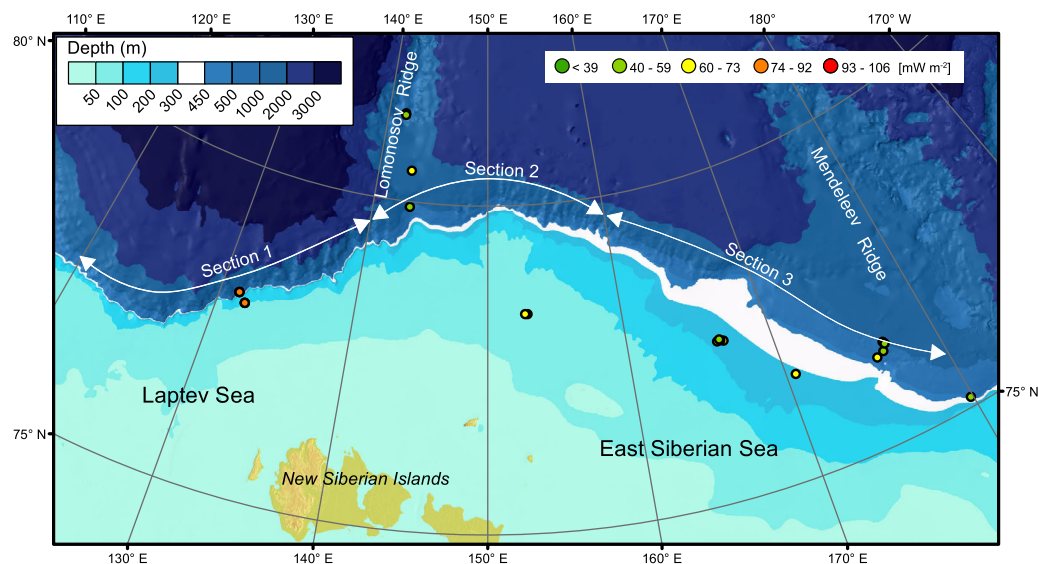 110° E 120° E 130° E 140° E 150° E 160° E 170° E 180° 170° W
80° N
Depth (m)
50 100 200 300 450 500 1000 2000 3000
< 39 40 - 59 60 - 73 74 - 92 93 - 106 [mW m-2]
Lomonosov Ridge
Mendeleev Ridge
Section 1
Section 2
Section 3
Laptev Sea
East Siberian Sea
New Siberian Islands
75° N
75° N
130° E 140° E 150° E 160° E 170° E